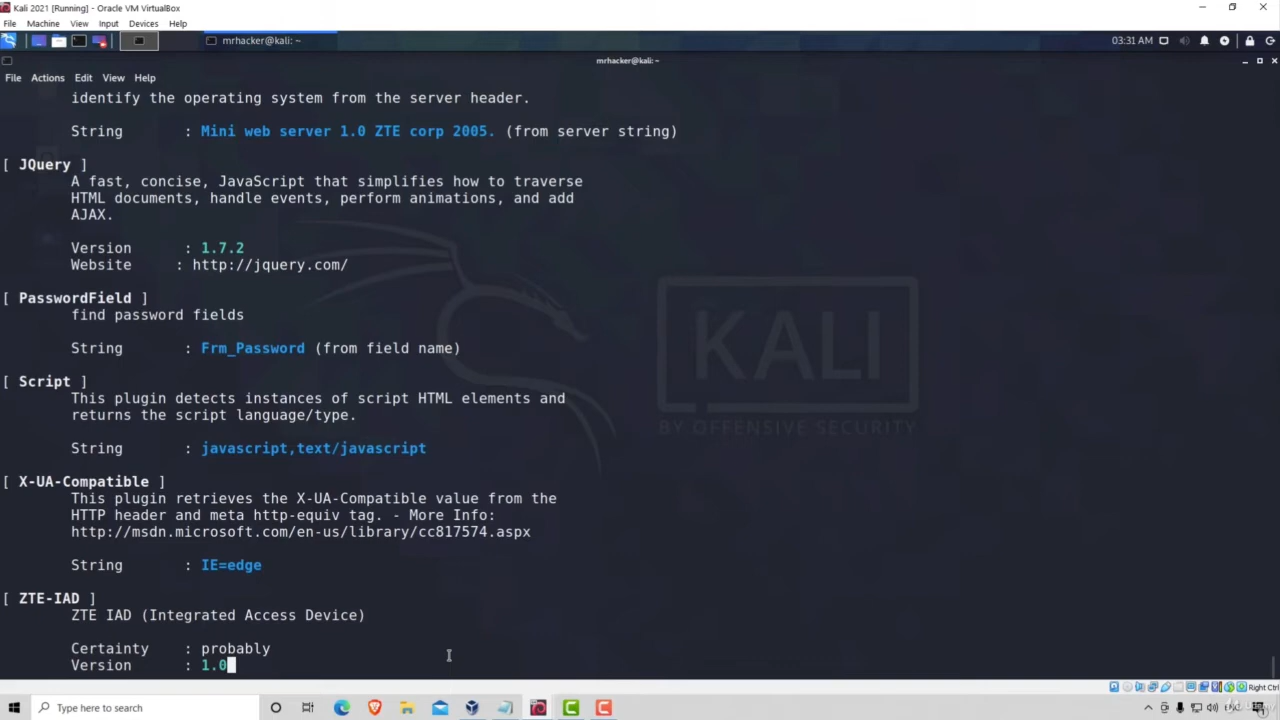 Kali 2021 [Running] - Oracle VM VirtualBox
File Machine View Input Devices Help
mrhacker@kali: ~ 03:31 AM
mrhacker@kali: ~
File Actions Edit View Help
identify the operating system from the server header.
String : Mini web server 1.0 ZTE corp 2005. (from server string)
[ JQuery ]
A fast, concise, JavaScript that simplifies how to traverse
HTML documents, handle events, perform animations, and add
AJAX.
Version : 1.7.2
Website : http://jquery.com/
[ PasswordField ]
find password fields
String : Frm_Password (from field name)
[ Script ]
This plugin detects instances of script HTML elements and
returns the script language/type.
String : javascript,text/javascript
[ X-UA-Compatible ]
This plugin retrieves the X-UA-Compatible value from the
HTTP header and meta http-equiv tag. - More Info:
http://msdn.microsoft.com/en-us/library/cc817574.aspx
String : IE=edge
[ ZTE-IAD ]
ZTE IAD (Integrated Access Device)
Certainty : probably
Version : 1.0
KALI
BY OFFENSIVE SECURITY
Right Ctrl
Type here to search